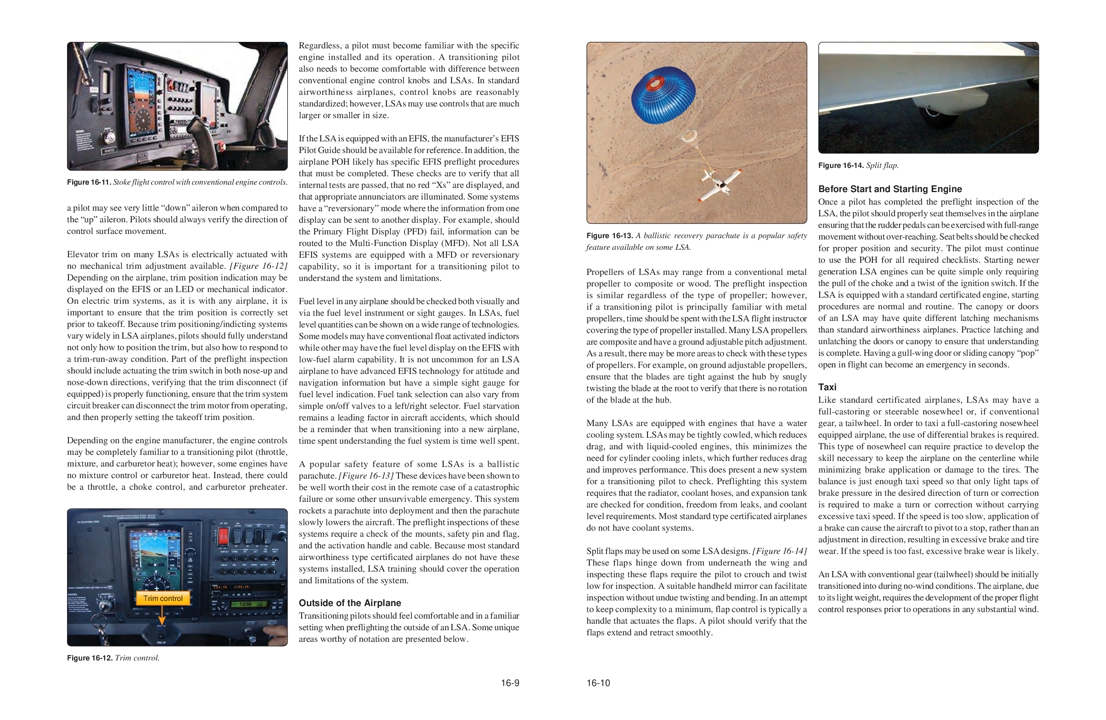 Figure 16-11. Stoke flight control with conventional engine controls.
a pilot may see very little “down” aileron when compared to
the “up” aileron. Pilots should always verify the direction of
control surface movement.
Elevator trim on many LSAs is electrically actuated with
no mechanical trim adjustment available. [Figure 16-12]
Depending on the airplane, trim position indication may be
displayed on the EFIS or an LED or mechanical indicator.
On electric trim systems, as it is with any airplane, it is
important to ensure that the trim position is correctly set
prior to takeoff. Because trim positioning/indicting systems
vary widely in LSA airplanes, pilots should fully understand
not only how to position the trim, but also how to respond to
a trim-run-away condition. Part of the preflight inspection
should include actuating the trim switch in both nose-up and
nose-down directions, verifying that the trim disconnect (if
equipped) is properly functioning, ensure that the trim system
circuit breaker can disconnect the trim motor from operating,
and then properly setting the takeoff trim position.
Depending on the engine manufacturer, the engine controls
may be completely familiar to a transitioning pilot (throttle,
mixture, and carburetor heat); however, some engines have
no mixture control or carburetor heat. Instead, there could
be a throttle, a choke control, and carburetor preheater.
Trim control
Figure 16-12. Trim control.
Regardless, a pilot must become familiar with the specific
engine installed and its operation. A transitioning pilot
also needs to become comfortable with difference between
conventional engine control knobs and LSAs. In standard
airworthiness airplanes, control knobs are reasonably
standardized; however, LSAs may use controls that are much
larger or smaller in size.
If the LSA is equipped with an EFIS, the manufacturer’s EFIS
Pilot Guide should be available for reference. In addition, the
airplane POH likely has specific EFIS preflight procedures
that must be completed. These checks are to verify that all
internal tests are passed, that no red “Xs” are displayed, and
that appropriate annunciators are illuminated. Some systems
have a “reversionary” mode where the information from one
display can be sent to another display. For example, should
the Primary Flight Display (PFD) fail, information can be
routed to the Multi-Function Display (MFD). Not all LSA
EFIS systems are equipped with a MFD or reversionary
capability, so it is important for a transitioning pilot to
understand the system and limitations.
Fuel level in any airplane should be checked both visually and
via the fuel level instrument or sight gauges. In LSAs, fuel
level quantities can be shown on a wide range of technologies.
Some models may have conventional float activated indictors
while other may have the fuel level display on the EFIS with
low-fuel alarm capability. It is not uncommon for an LSA
airplane to have advanced EFIS technology for attitude and
navigation information but have a simple sight gauge for
fuel level indication. Fuel tank selection can also vary from
simple on/off valves to a left/right selector. Fuel starvation
remains a leading factor in aircraft accidents, which should
be a reminder that when transitioning into a new airplane,
time spent understanding the fuel system is time well spent.
A popular safety feature of some LSAs is a ballistic
parachute. [Figure 16-13] These devices have been shown to
be well worth their cost in the remote case of a catastrophic
failure or some other unsurvivable emergency. This system
rockets a parachute into deployment and then the parachute
slowly lowers the aircraft. The preflight inspections of these
systems require a check of the mounts, safety pin and flag,
and the activation handle and cable. Because most standard
airworthiness type certificated airplanes do not have these
systems installed, LSA training should cover the operation
and limitations of the system.
Outside of the Airplane
Transitioning pilots should feel comfortable and in a familiar
setting when preflighting the outside of an LSA. Some unique
areas worthy of notation are presented below.
16-9
Figure 16-13. A ballistic recovery parachute is a popular safety
feature available on some LSA.
Propellers of LSAs may range from a conventional metal
propeller to composite or wood. The preflight inspection
is similar regardless of the type of propeller; however,
if a transitioning pilot is principally familiar with metal
propellers, time should be spent with the LSA flight instructor
covering the type of propeller installed. Many LSA propellers
are composite and have a ground adjustable pitch adjustment.
As a result, there may be more areas to check with these types
of propellers. For example, on ground adjustable propellers,
ensure that the blades are tight against the hub by snugly
twisting the blade at the root to verify that there is no rotation
of the blade at the hub.
Many LSAs are equipped with engines that have a water
cooling system. LSAs may be tightly cowled, which reduces
drag, and with liquid-cooled engines, this minimizes the
need for cylinder cooling inlets, which further reduces drag
and improves performance. This does present a new system
for a transitioning pilot to check. Preflighting this system
requires that the radiator, coolant hoses, and expansion tank
are checked for condition, freedom from leaks, and coolant
level requirements. Most standard type certificated airplanes
do not have coolant systems.
Split flaps may be used on some LSA designs. [Figure 16-14]
These flaps hinge down from underneath the wing and
inspecting these flaps require the pilot to crouch and twist
low for inspection. A suitable handheld mirror can facilitate
inspection without undue twisting and bending. In an attempt
to keep complexity to a minimum, flap control is typically a
handle that actuates the flaps. A pilot should verify that the
flaps extend and retract smoothly.
Figure 16-14. Split flap.
Before Start and Starting Engine
Once a pilot has completed the preflight inspection of the
LSA, the pilot should properly seat themselves in the airplane
ensuring that the rudder pedals can be exercised with full-range
movement without over-reaching. Seat belts should be checked
for proper position and security. The pilot must continue
to use the POH for all required checklists. Starting newer
generation LSA engines can be quite simple only requiring
the pull of the choke and a twist of the ignition switch. If the
LSA is equipped with a standard certificated engine, starting
procedures are normal and routine. The canopy or doors
of an LSA may have quite different latching mechanisms
than standard airworthiness airplanes. Practice latching and
unlatching the doors or canopy to ensure that understanding
is complete. Having a gull-wing door or sliding canopy “pop”
open in flight can become an emergency in seconds.
Taxi
Like standard certificated airplanes, LSAs may have a
full-castoring or steerable nosewheel or, if conventional
gear, a tailwheel. In order to taxi a full-castoring nosewheel
equipped airplane, the use of differential brakes is required.
This type of nosewheel can require practice to develop the
skill necessary to keep the airplane on the centerline while
minimizing brake application or damage to the tires. The
balance is just enough taxi speed so that only light taps of
brake pressure in the desired direction of turn or correction
is required to make a turn or correction without carrying
excessive taxi speed. If the speed is too slow, application of
a brake can cause the aircraft to pivot to a stop, rather than an
adjustment in direction, resulting in excessive brake and tire
wear. If the speed is too fast, excessive brake wear is likely.
An LSA with conventional gear (tailwheel) should be initially
transitioned into during no-wind conditions. The airplane, due
to its light weight, requires the development of the proper flight
control responses prior to operations in any substantial wind.
16-10